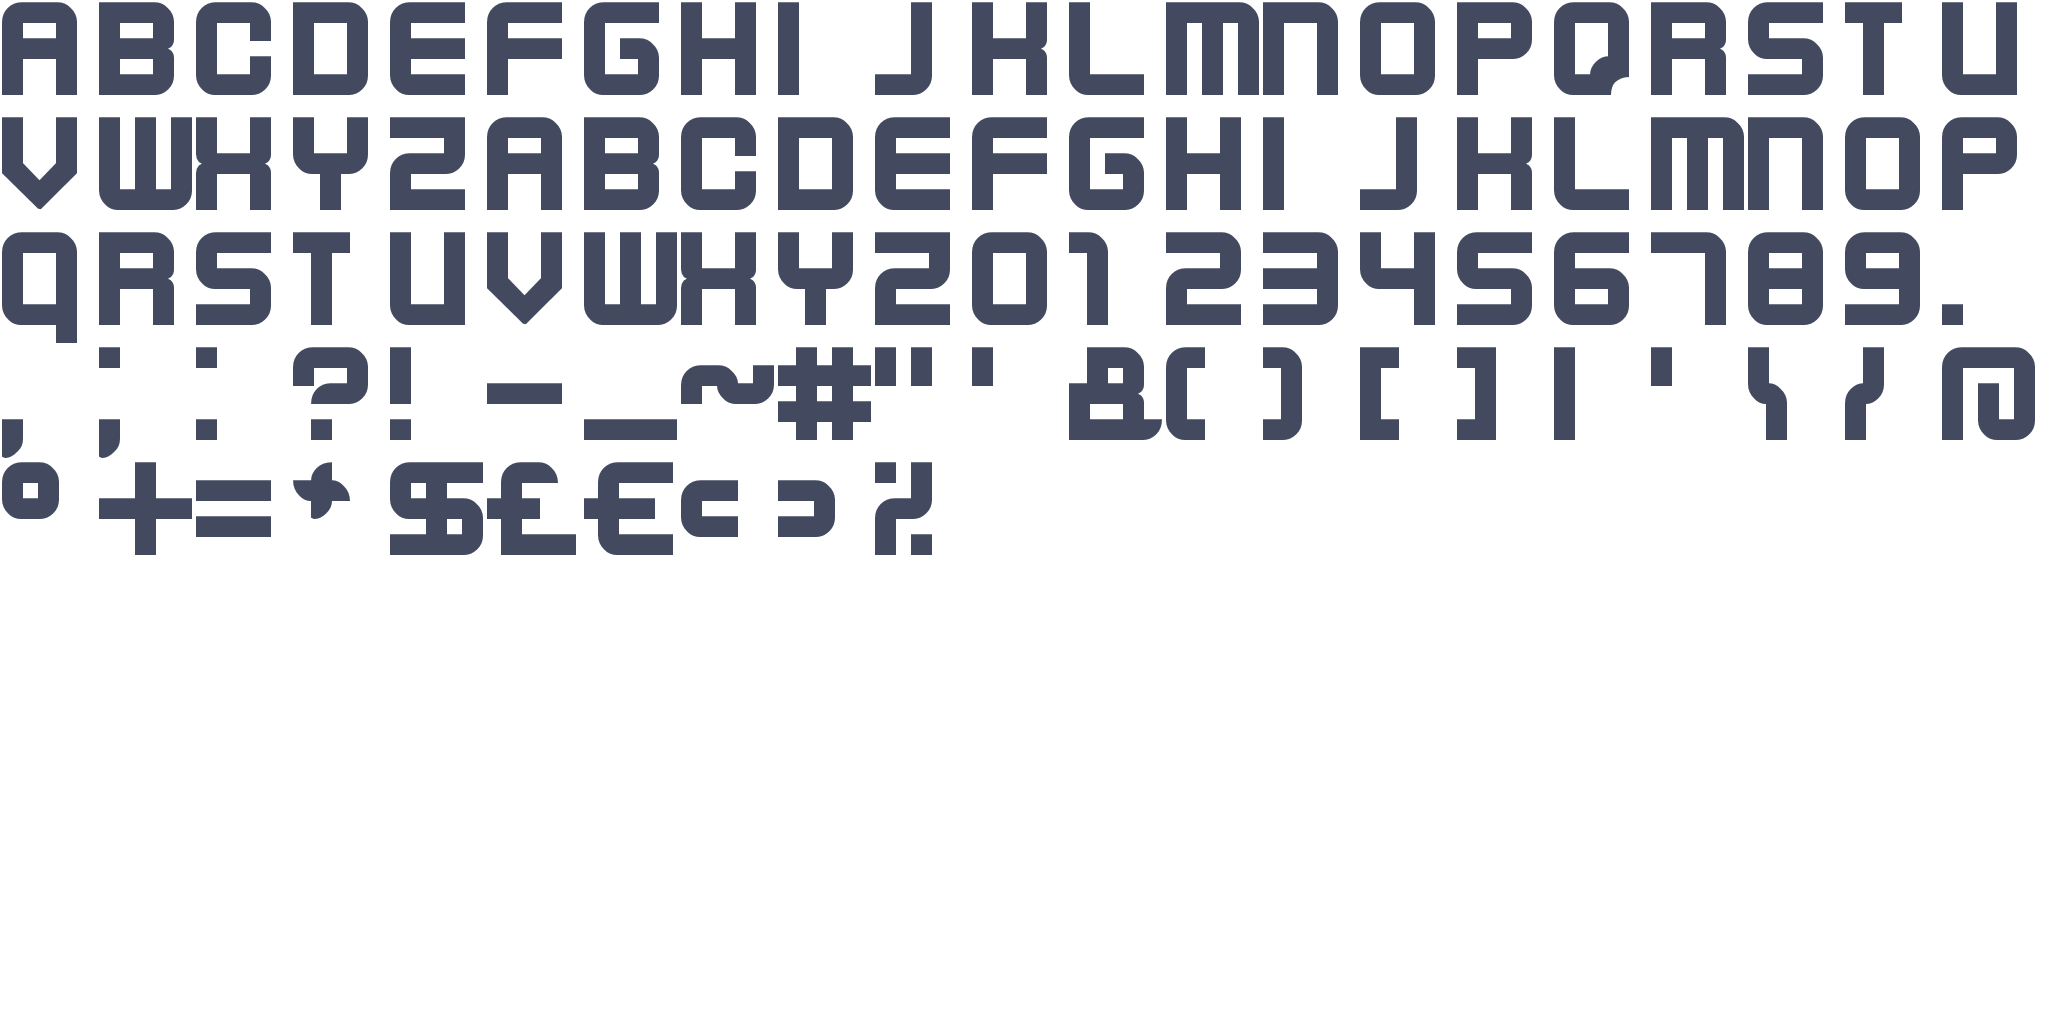 ABCDEFGHIJKLMNOPQRSTU
VWXYZABCDEFGHIJKLMNOP
QRSTUVWXYZ0123456789.
,;:?!-_~#"'&()[]|'\/@
°+=*$£€<>%